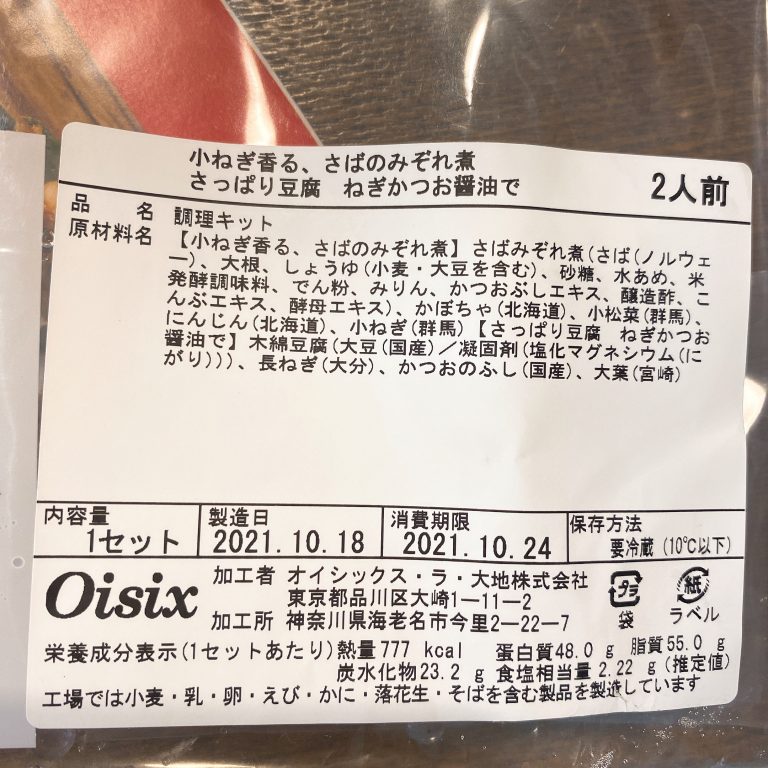 小ねぎ香る、さばのみぞれ煮
さっぱり豆腐 ねぎかつお醤油で 2人前
品 名 調理キット
原材料名 【小ねぎ香る、さばのみぞれ煮】さばみぞれ煮(さば(ノルウェ
ー)、大根、しょうゆ(小麦・大豆を含む)、砂糖、水あめ、米
発酵調味料、でん粉、みりん、かつおぶしエキス、醸造酢、こ
んぶエキス、酵母エキス)、かぼちゃ(北海道)、小松菜(群馬)、
にんじん(北海道)、小ねぎ(群馬)【さっぱり豆腐 ねぎかつお
醤油で】木綿豆腐(大豆(国産)／凝固剤(塩化マグネシウム(に
がり)))、長ねぎ(大分)、かつおのふし(国産)、大葉(宮崎)
内容量 製造日 消費期限 保存方法
1セット 2021.10.18 2021.10.24 要冷蔵(10℃以下)
Oisix 加工者 オイシックス・ラ・大地株式会社
東京都品川区大崎1ー11ー2 プラ 紙
加工所 神奈川県海老名市今里2ー22ー7 袋 ラベル
栄養成分表示(1セットあたり)熱量777 kcal 蛋白質48.0 g 脂質55.0 g
炭水化物23.2 g 食塩相当量 2.22 g(推定値)
工場では小麦・乳・卵・えび・かに・落花生・そばを含む製品を製造しています